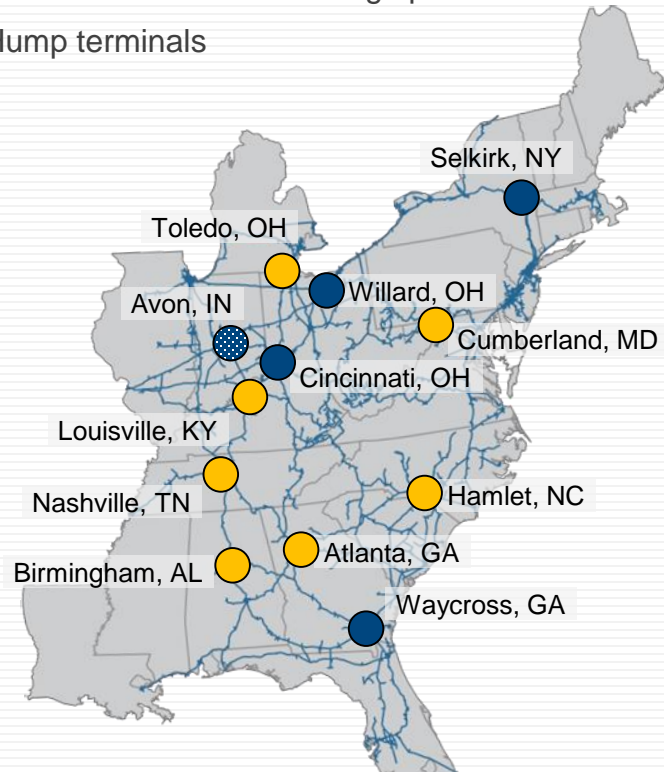 terminals
Selkirk, NY
Toledo, OH
Willard, OH
Avon, IN
Cumberland, MD
Cincinnati, OH
Louisville, KY
Nashville, TN
Hamlet, NC
Atlanta, GA
Birmingham, AL
Waycross, GA